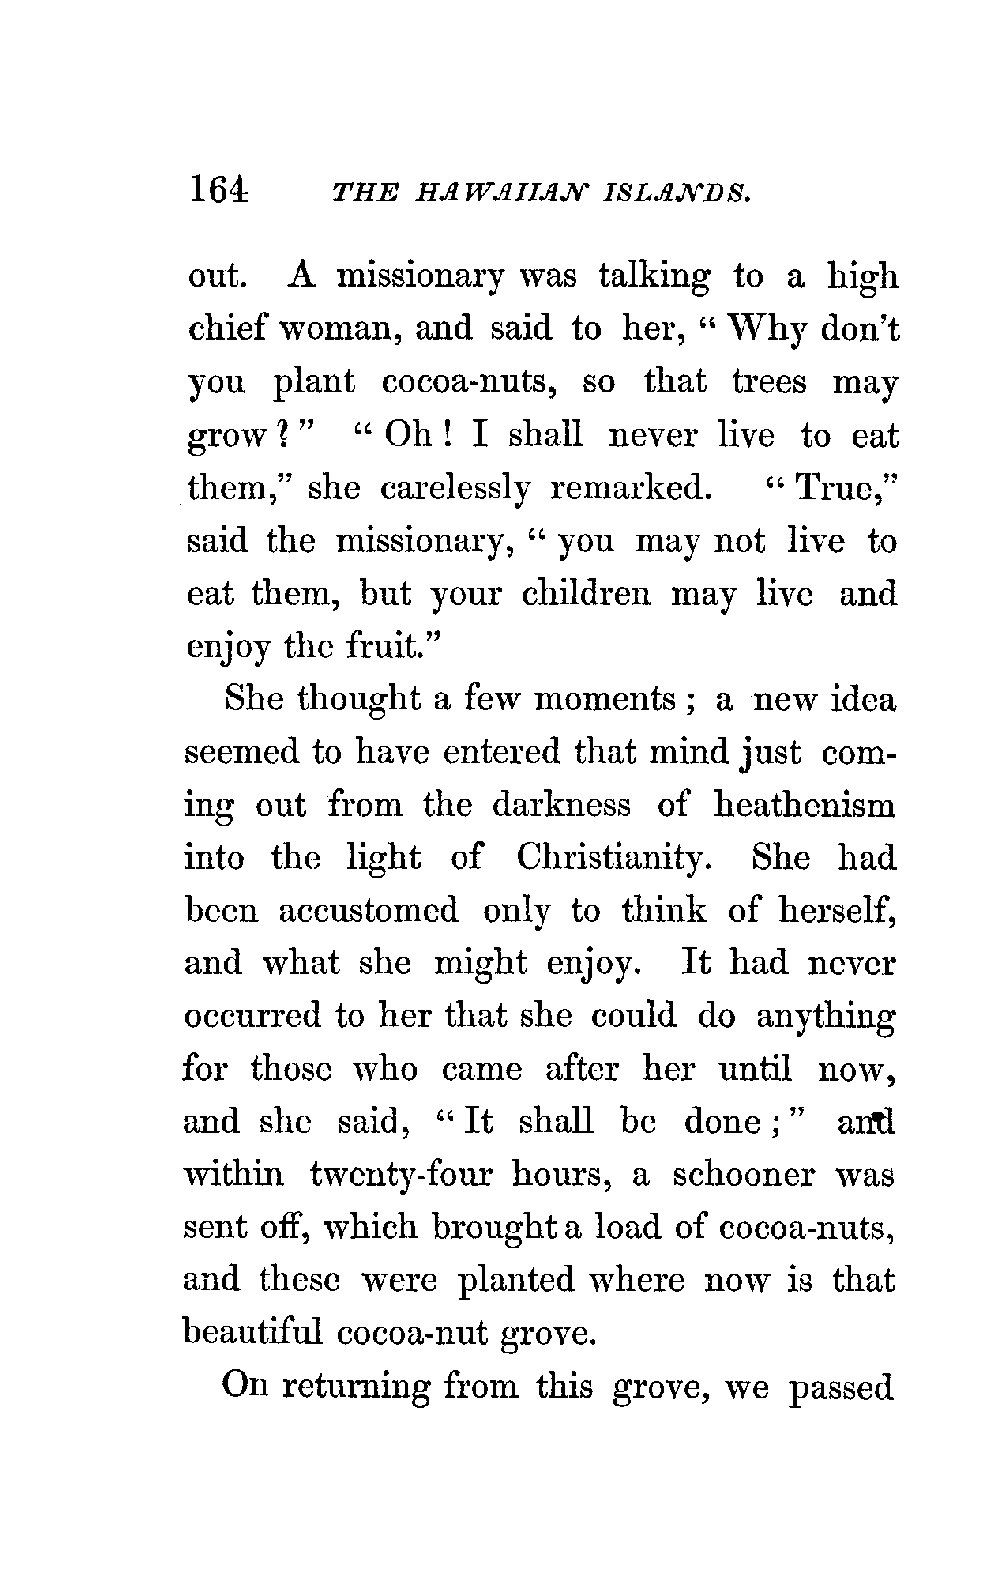 164 THE HAWAIIAN ISLANDS.
out. A missionary was talking to a high
chief woman, and said to her, “ Why don’t
you plant cocoa-nuts, so that trees may
grow ? ” “ Oh ! I shall never live to eat
them,” she carelessly remarked. “ True,”
said the missionary, “ you may not live to
eat them, but your children may live and
enjoy the fruit.”
She thought a few moments ; a new idea
seemed to have entered that mind just com-
ing out from the darkness of heathenism
into the light of Christianity. She had
been accustomed only to think of herself,
and what she might enjoy. It had never
occurred to her that she could do anything
for those who came after her until now,
and she said, “ It shall be done ; ” and
within twenty-four hours, a schooner was
sent off, which brought a load of cocoa-nuts,
and these were planted where now is that
beautiful cocoa-nut grove.
On returning from this grove, we passed